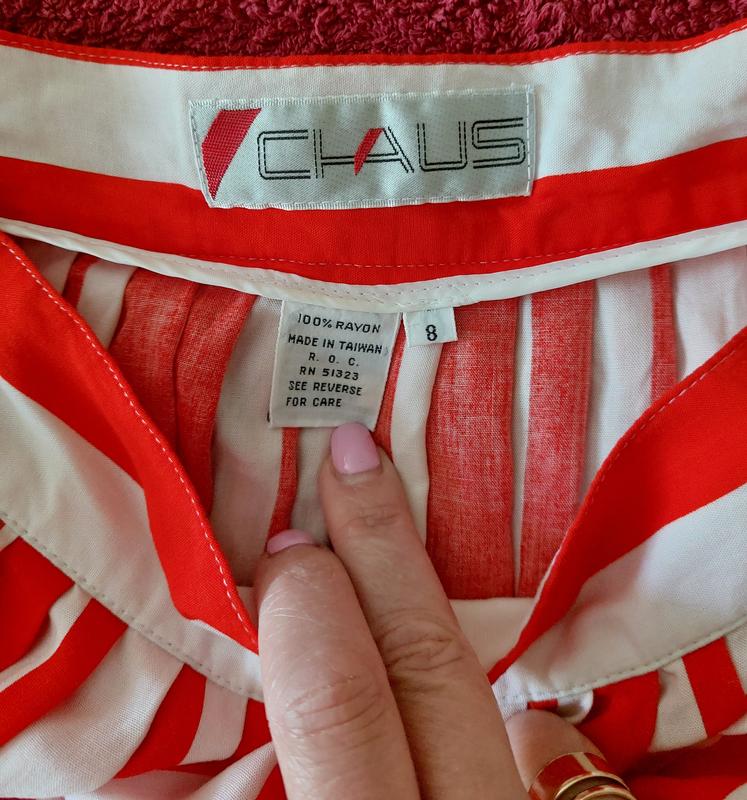 CHAUS
100% RAYON
MADE IN TAIWAN
R. O. C.
RN 51323
SEE REVERSE
FOR CARE
8